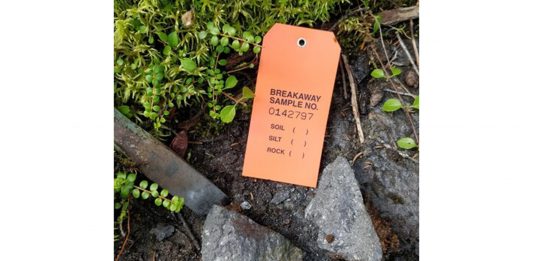 BREAKAWAY
SAMPLE NO.
0142797
SOIL ( )
SILT ( )
ROCK ( )